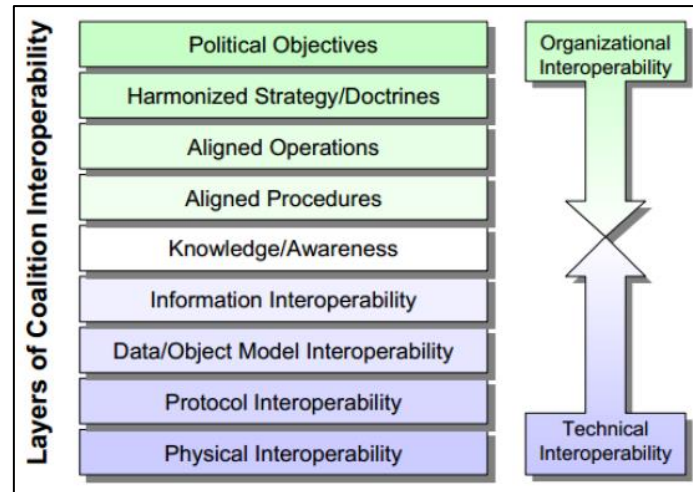 Layers of Coalition Interoperability
Political Objectives
Harmonized Strategy/Doctrines
Aligned Operations
Aligned Procedures
Knowledge/Awareness
Information Interoperability
Data/Object Model Interoperability
Protocol Interoperability
Physical Interoperability
Organizational
Interoperability
Technical
Interoperability